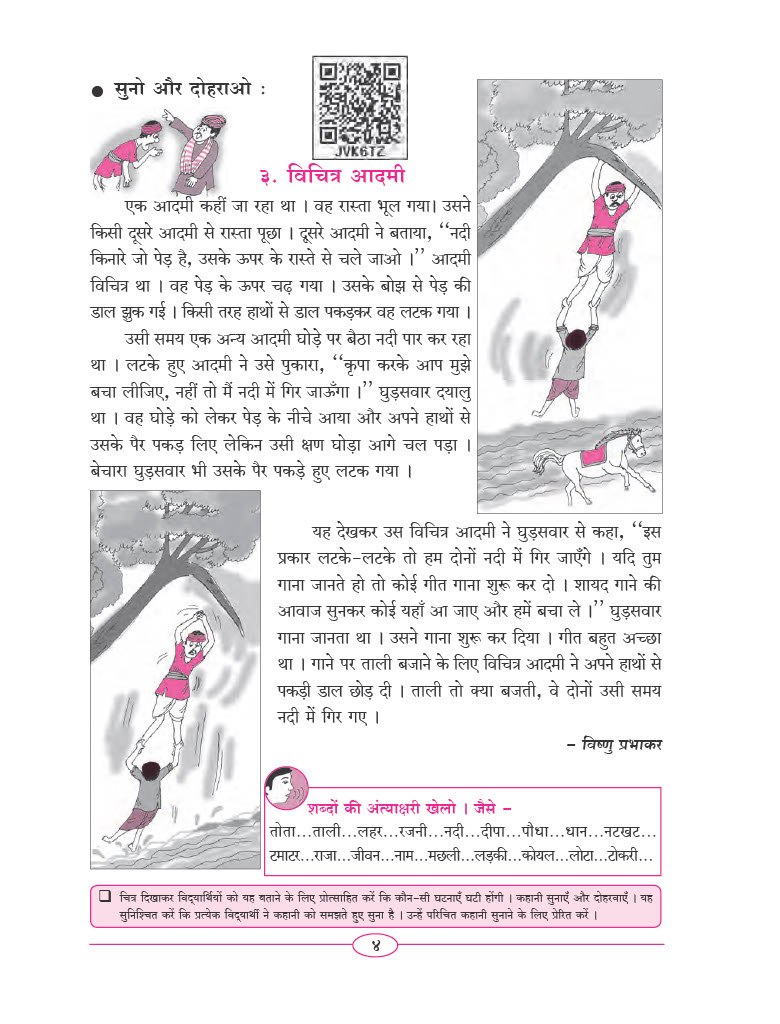 ● सुनो और दोहराओ :
JVK6TZ
३. विचित्र आदमी
एक आदमी कहीं जा रहा था । वह रास्ता भूल गया। उसने
किसी दूसरे आदमी से रास्ता पूछा । दूसरे आदमी ने बताया, ‘‘नदी
किनारे जो पेड़ है, उसके ऊपर के रास्ते से चले जाओ ।’’ आदमी
विचित्र था । वह पेड़ के ऊपर चढ़ गया । उसके बोझ से पेड़ की
डाल झुक गई । किसी तरह हाथों से डाल पकड़कर वह लटक गया ।
उसी समय एक अन्य आदमी घोड़े पर बैठा नदी पार कर रहा
था । लटके हुए आदमी ने उसे पुकारा, ‘‘कृपा करके आप मुझे
बचा लीजिए, नहीं तो मैं नदी में गिर जाऊँगा ।’’ घुड़सवार दयालु
था । वह घोड़े को लेकर पेड़ के नीचे आया और अपने हाथों से
उसके पैर पकड़ लिए लेकिन उसी क्षण घोड़ा आगे चल पड़ा ।
बेचारा घुड़सवार भी उसके पैर पकड़े हुए लटक गया ।
यह देखकर उस विचित्र आदमी ने घुड़सवार से कहा, ‘‘इस
प्रकार लटके-लटके तो हम दोनों नदी में गिर जाएँगे । यदि तुम
गाना जानते हो तो कोई गीत गाना शुरू कर दो । शायद गाने की
आवाज सुनकर कोई यहाँ आ जाए और हमें बचा ले ।’’ घुड़सवार
गाना जानता था । उसने गाना शुरू कर दिया । गीत बहुत अच्छा
था । गाने पर ताली बजाने के लिए विचित्र आदमी ने अपने हाथों से
पकड़ी डाल छोड़ दी । ताली तो क्या बजती, वे दोनों उसी समय
नदी में गिर गए ।
– विष्णु प्रभाकर
शब्दों की अंत्याक्षरी खेलो । जैसे –
तोता...ताली...लहर...रजनी...नदी...दीपा...पौधा...धान...नटखट...
टमाटर...राजा...जीवन...नाम...मछली...लड़की...कोयल...लोटा...टोकरी...
❑ चित्र दिखाकर विद्यार्थियों को यह बताने के लिए प्रोत्साहित करें कि कौन-सी घटनाएँ घटी होंगी । कहानी सुनाएँ और दोहरवाएँ । यह
सुनिश्चित करें कि प्रत्येक विद्यार्थी ने कहानी को समझते हुए सुना है । उन्हें परिचित कहानी सुनाने के लिए प्रेरित करें ।
४